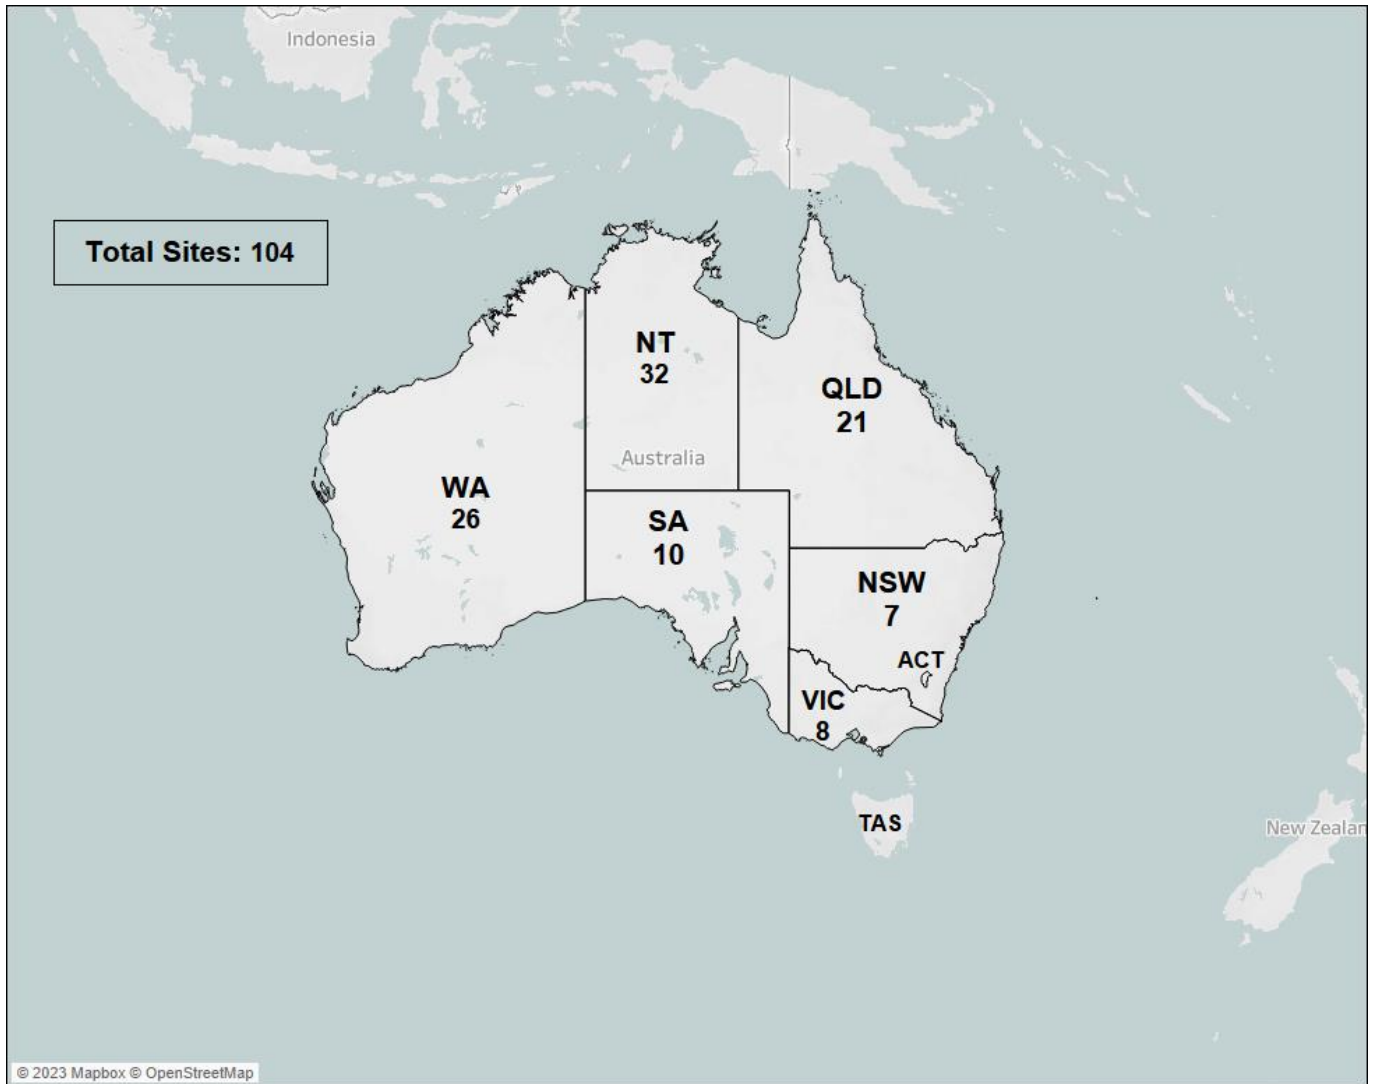 Indonesia
Total Sites: 104
NT
32
QLD
21
Australia
WA
26
SA
10
NSW
7
ACT
VIC
8
TAS
New Zealan
© 2023 Mapbox © OpenStreetMap